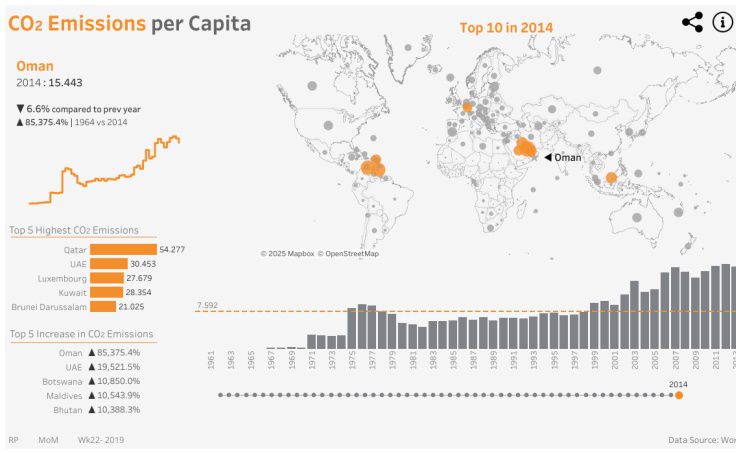 CO2 Emissions per Capita
Top 10 in 2014
Oman
2014 : 15.443
▼ 6.6% compared to prev year
▲ 85,375.4% | 1964 vs 2014
◀ Oman
© 2025 Mapbox © OpenStreetMap
Top 5 Highest CO2 Emissions
Qatar 54.277
UAE 30.453
Luxembourg 27.679
Kuwait 28.354
Brunei Darussalam 21.025
7.592
Top 5 Increase in CO2 Emissions
Oman ▲ 85,375.4%
UAE ▲ 19,521.5%
Botswana ▲ 10,850.0%
Maldives ▲ 10,543.9%
Bhutan ▲ 10,388.3%
1961 1963 1965 1967 1969 1971 1973 1975 1977 1979 1981 1983 1985 1987 1989 1991 1993 1995 1997 1999 2001 2003 2005 2007 2009 2011
2014
RP MoM Wk22- 2019
Data Source: Wor